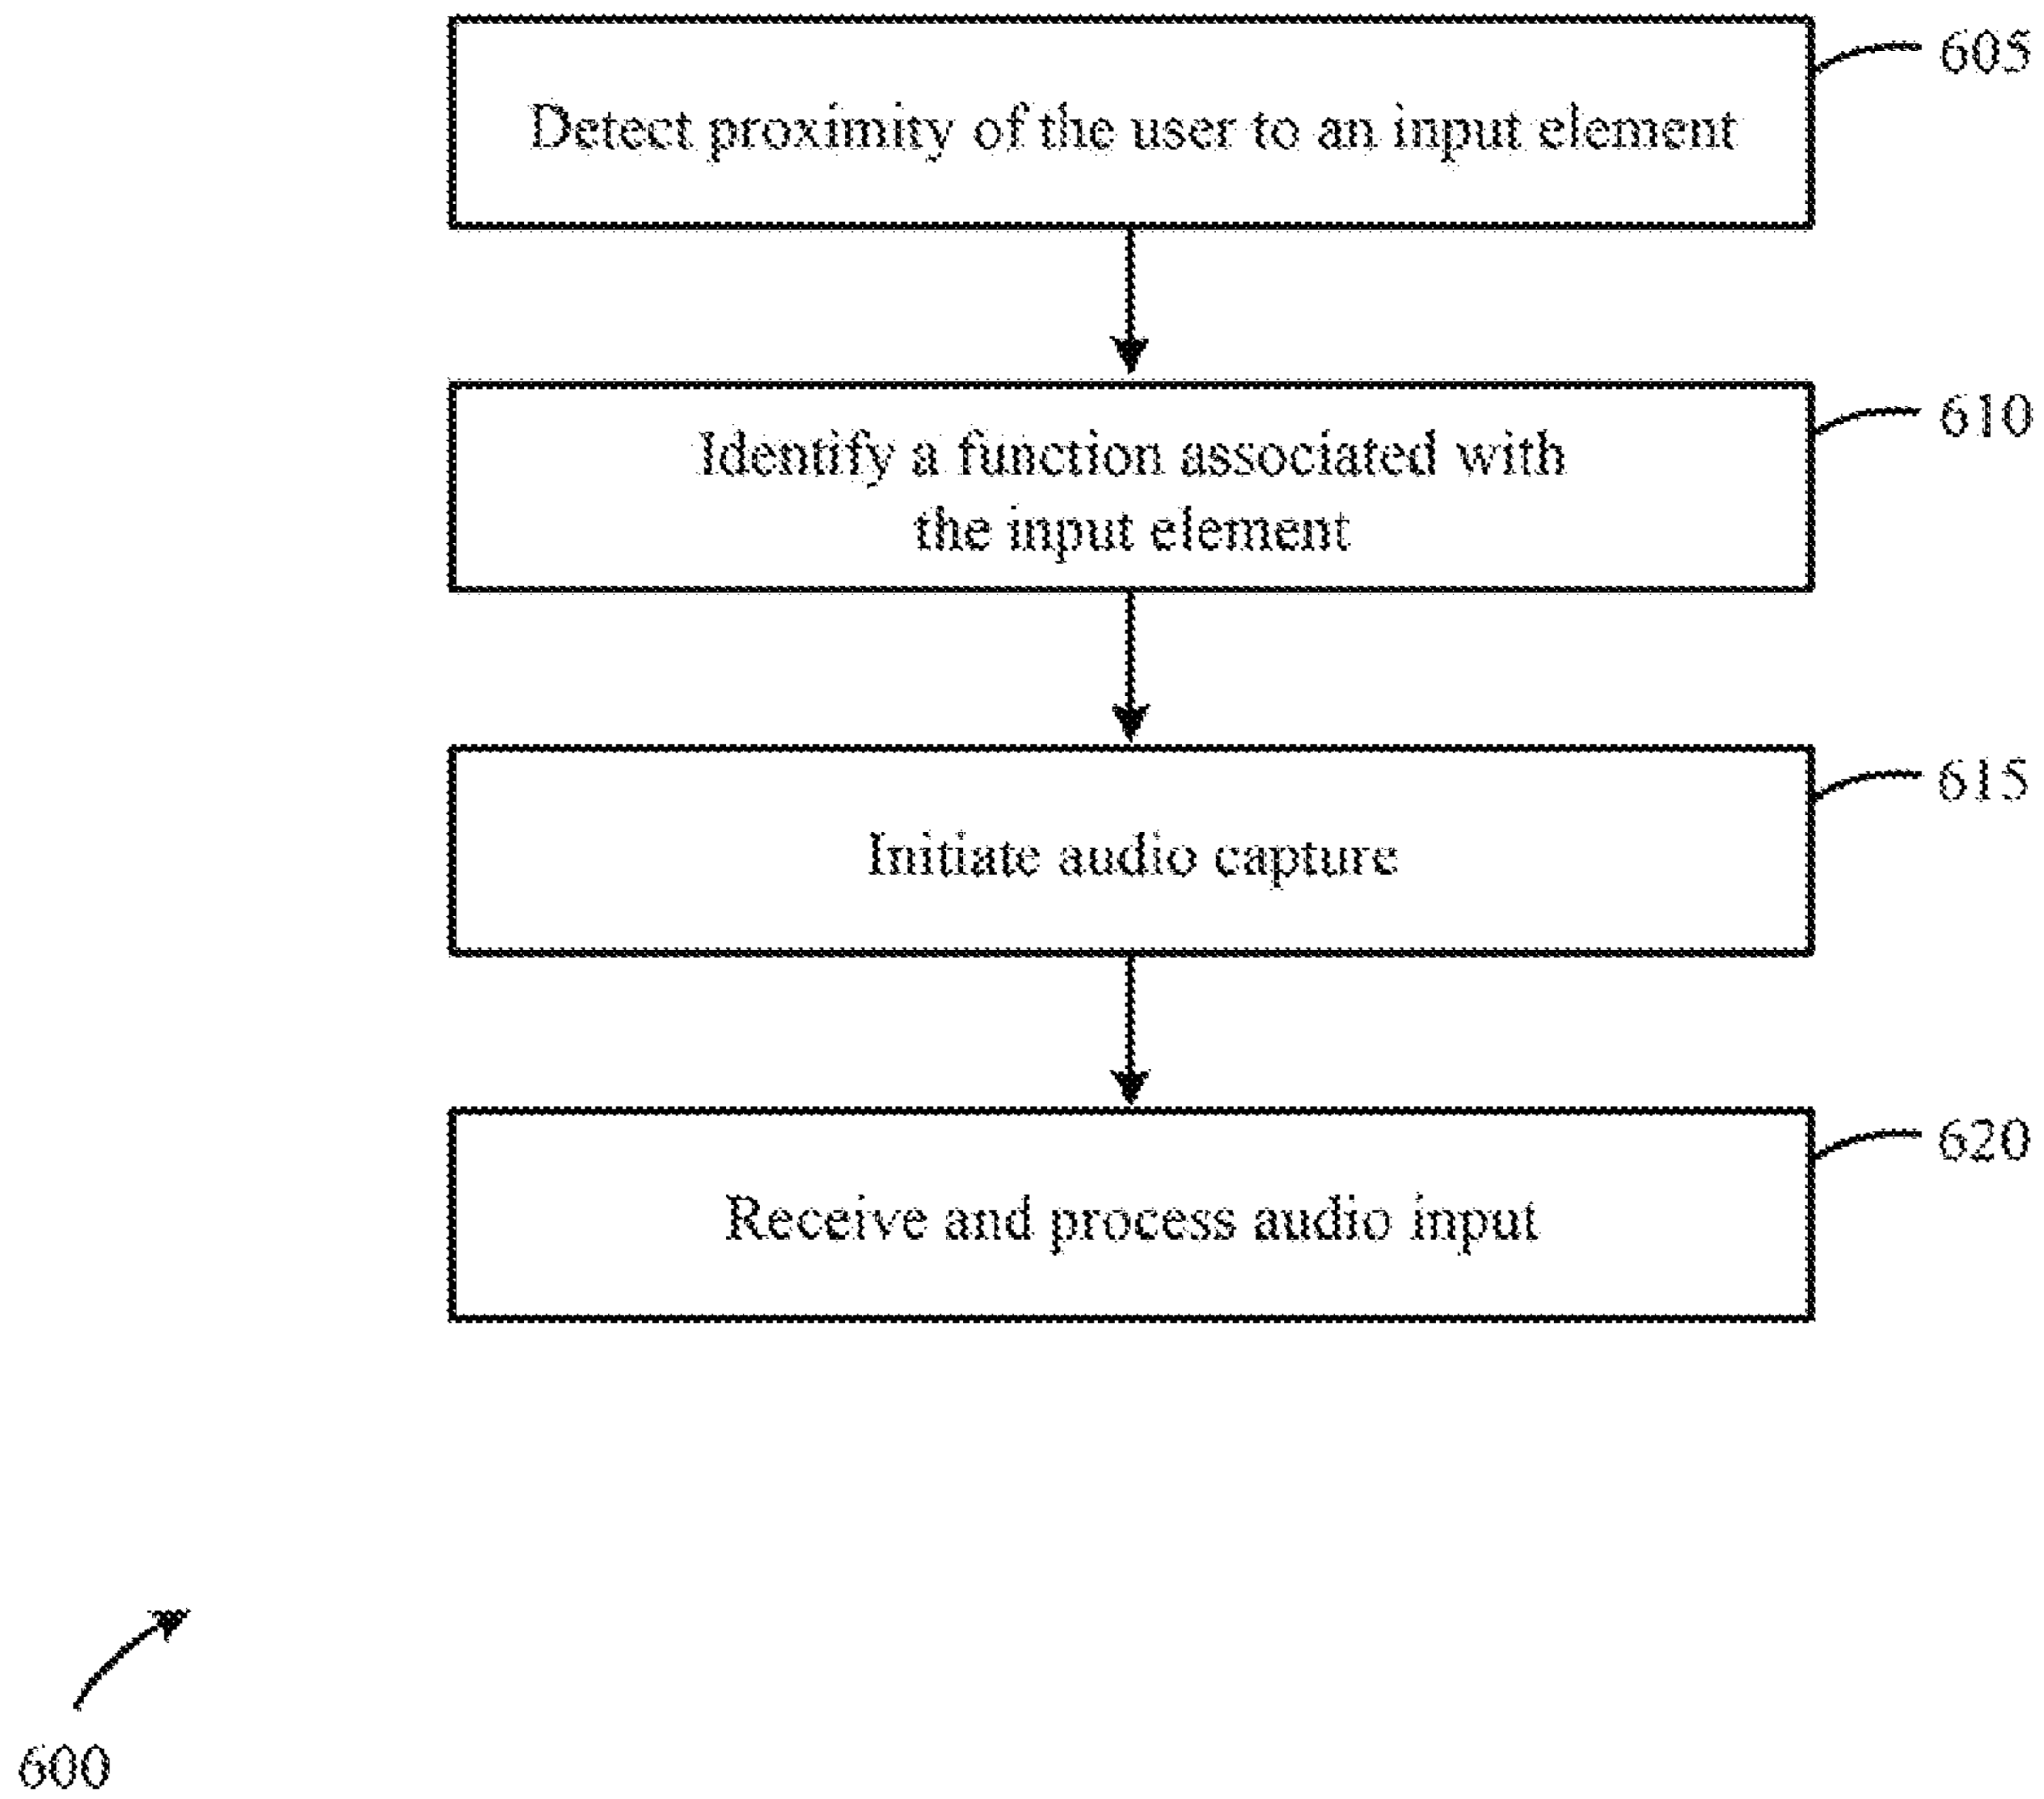 Detect proximity of the user to an input element
605
Identify a function associated with
the input element
610
Initiate audio capture
615
Receive and process audio input
620
600